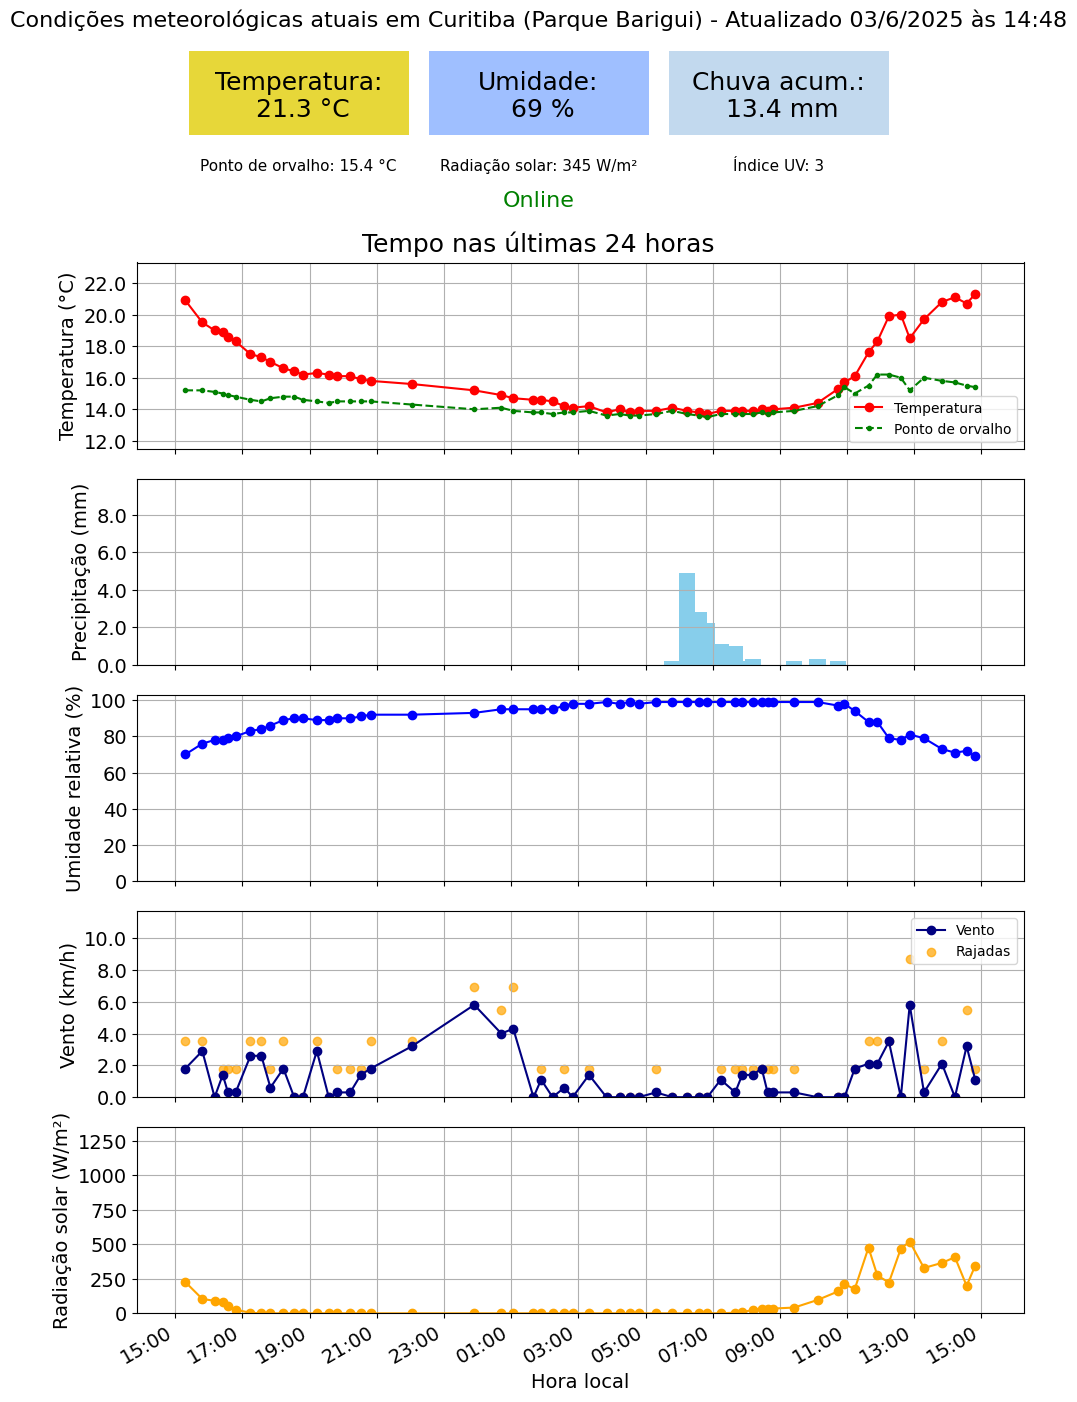 Condições meteorológicas atuais em Curitiba (Parque Barigui) - Atualizado 03/6/2025 às 14:48
Temperatura:
21.3 °C
Umidade:
69 %
Chuva acum.:
13.4 mm
Ponto de orvalho: 15.4 °C
Radiação solar: 345 W/m²
Índice UV: 3
Online
Tempo nas últimas 24 horas
Temperatura (°C)
22.0
20.0
18.0
16.0
14.0
12.0
Temperatura
Ponto de orvalho
Precipitação (mm)
8.0
6.0
4.0
2.0
0.0
Umidade relativa (%)
100
80
60
40
20
0
Vento (km/h)
10.0
8.0
6.0
4.0
2.0
0.0
Vento
Rajadas
Radiação solar (W/m²)
1250
1000
750
500
250
0
15:00
17:00
19:00
21:00
23:00
01:00
03:00
05:00
07:00
09:00
11:00
13:00
15:00
Hora local